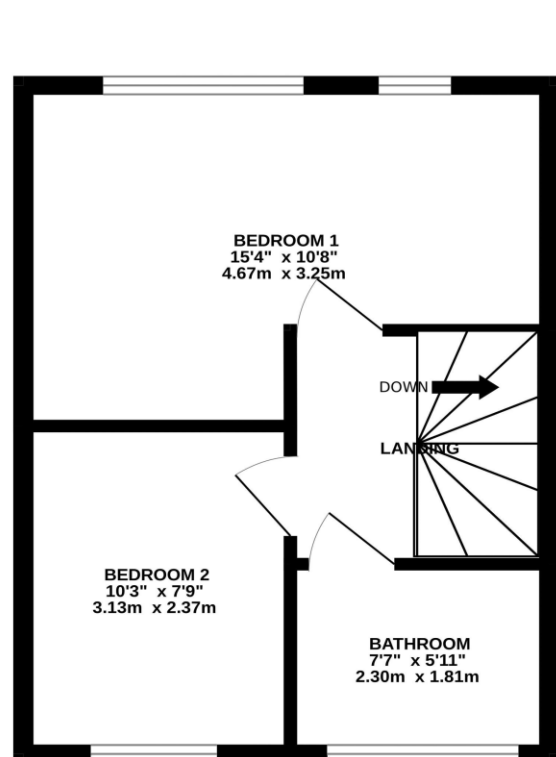 BEDROOM 1
15'4" x 10'8"
4.67m x 3.25m
DOWN
LANDING
BEDROOM 2
10'3" x 7'9"
3.13m x 2.37m
BATHROOM
7'7" x 5'11"
2.30m x 1.81m